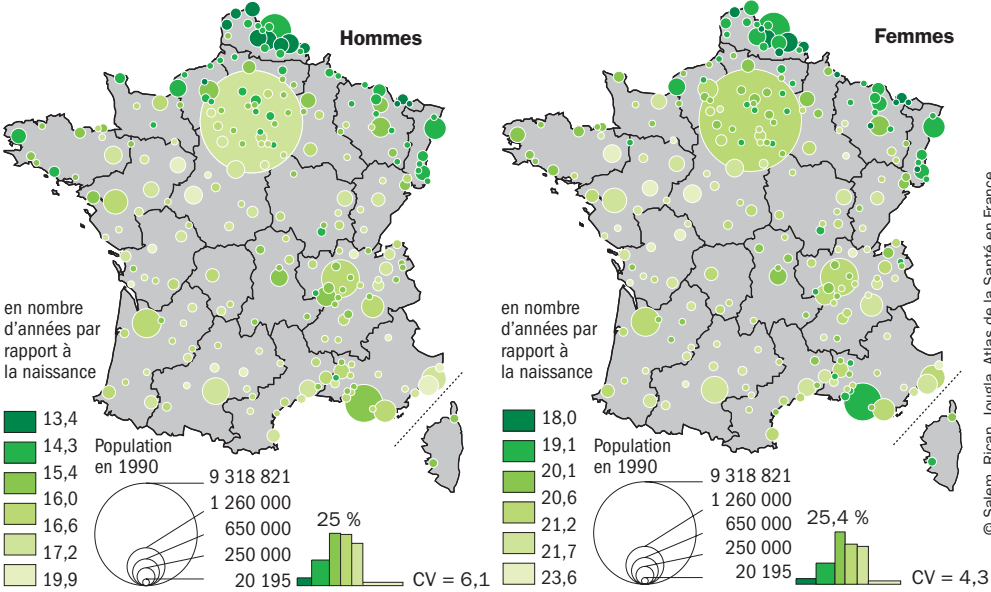 Hommes
en nombre
d'années par
rapport à
la naissance
13,4
14,3
15,4
16,0
16,6
17,2
19,9
Population
en 1990
9 318 821
1 260 000
650 000
250 000
20 195
25 %
CV = 6,1
Femmes
en nombre
d'années par
rapport à
la naissance
18,0
19,1
20,1
20,6
21,2
21,7
23,6
Population
en 1990
9 318 821
1 260 000
650 000
250 000
20 195
25,4 %
CV = 4,3
© Salem, Rican, Jougla, Atlas de la Santé en France